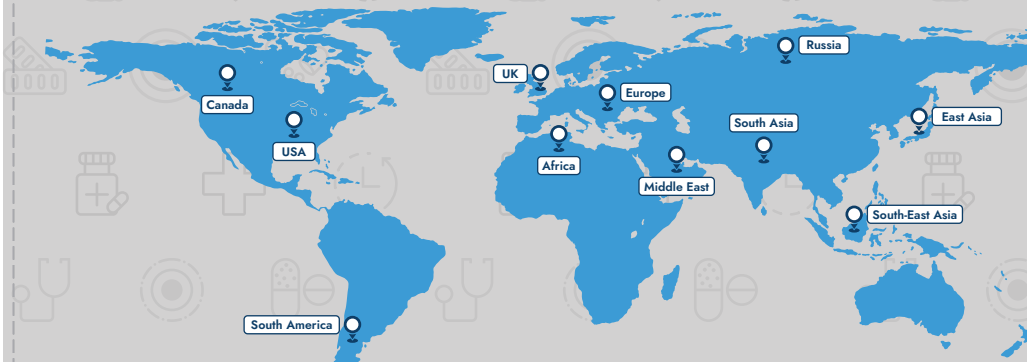 Russia
UK
Canada
Europe
USA
South Asia
East Asia
Africa
Middle East
South-East Asia
South America